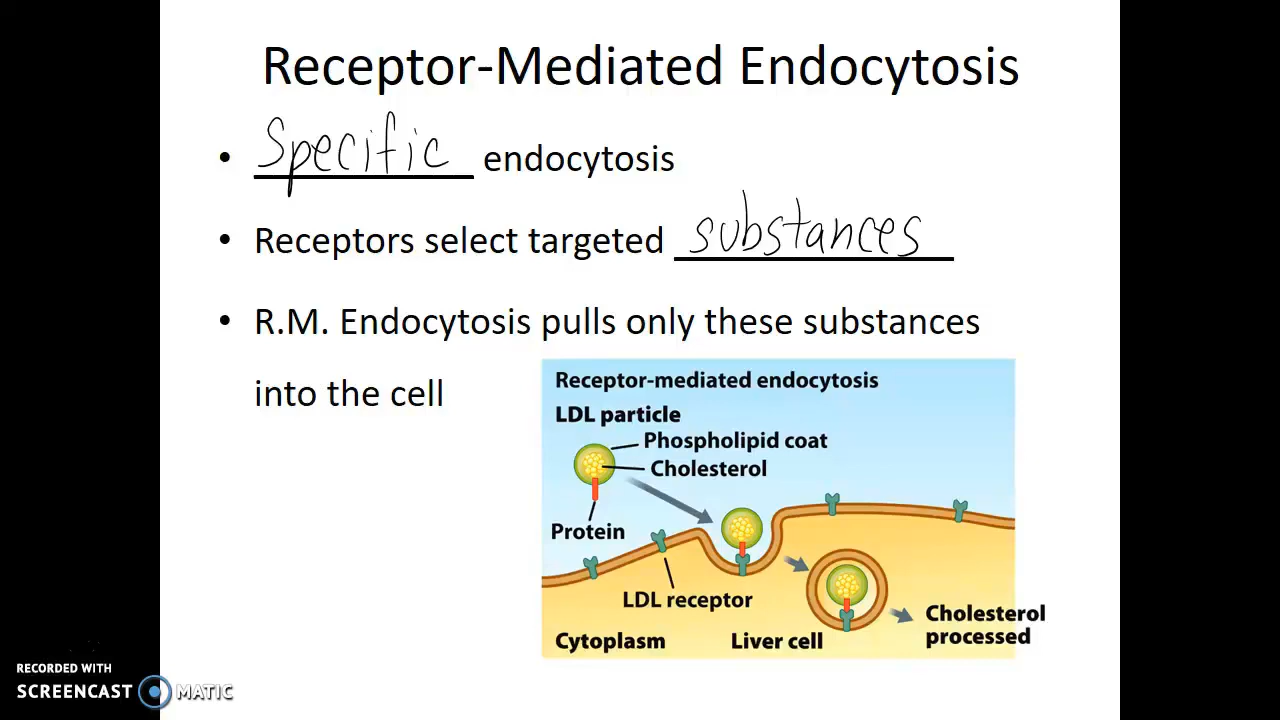 Receptor-Mediated Endocytosis
• Specific endocytosis
• Receptors select targeted substances
• R.M. Endocytosis pulls only these substances
into the cell
Receptor-mediated endocytosis
LDL particle
Phospholipid coat
Cholesterol
Protein
LDL receptor
Cholesterol
processed
Cytoplasm
Liver cell
RECORDED WITH
SCREENCAST MATIC